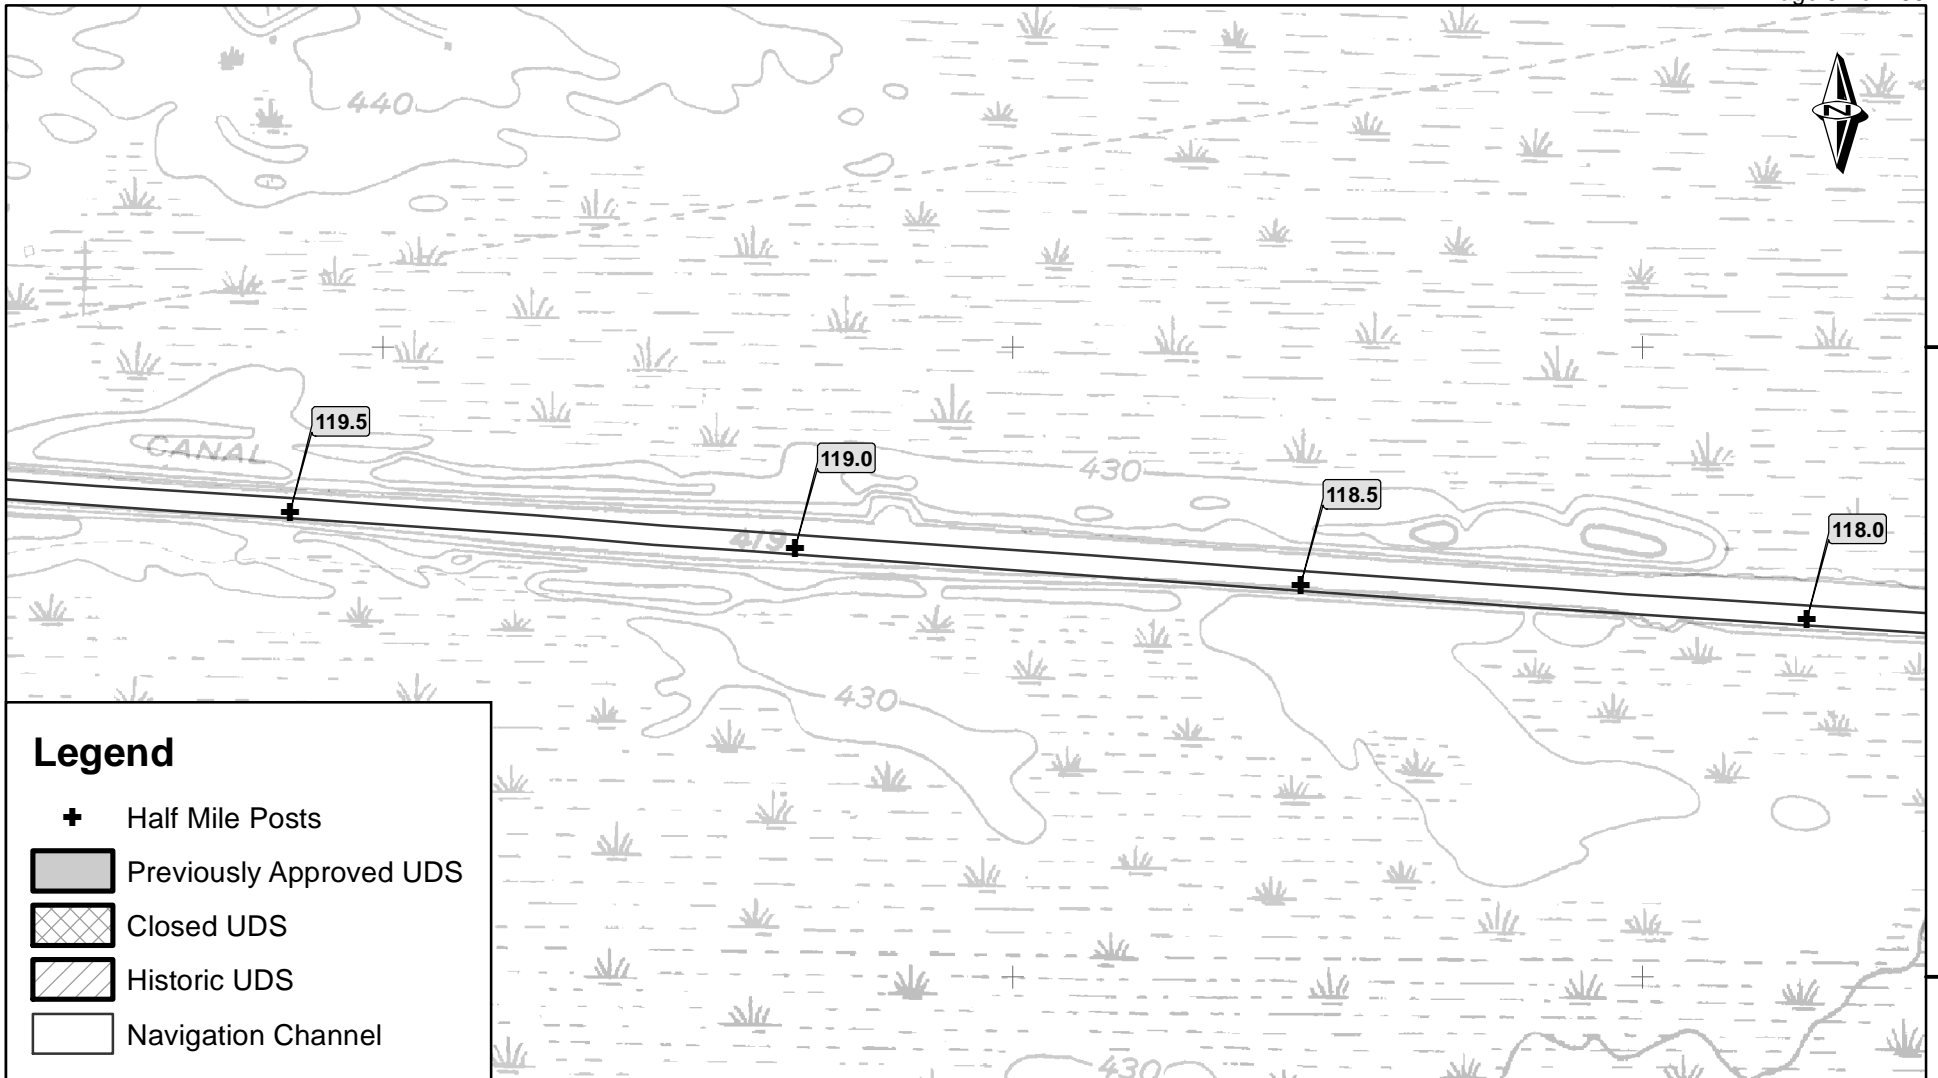 440
N
119.5
CANAL
119.0
430
118.5
419
118.0
430
Legend
Half Mile Posts
Previously Approved UDS
Closed UDS
Historic UDS
Navigation Channel
430